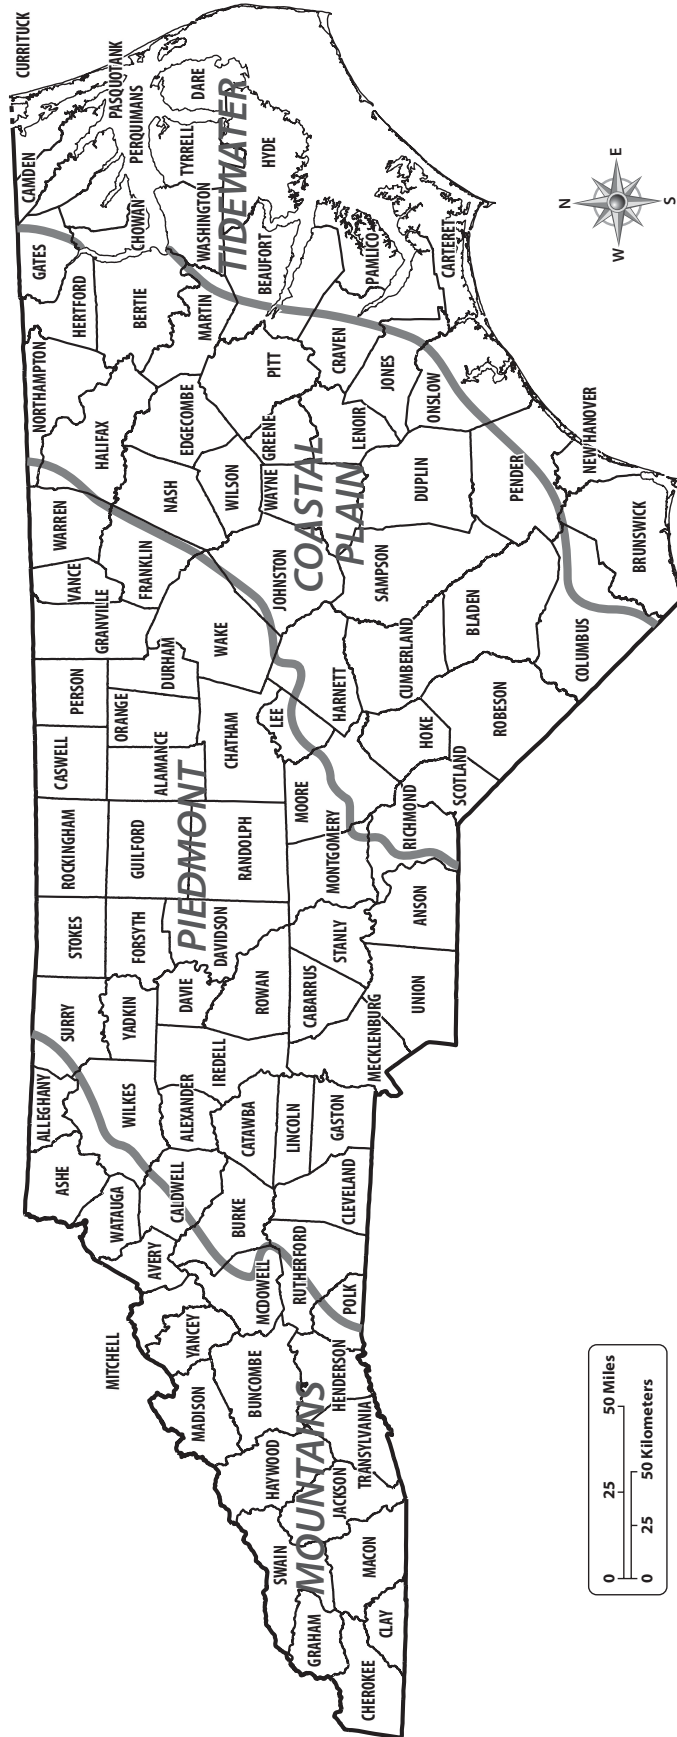 CURRITUCK
CAMDEN
PASQUOTANK
PERQUIMANS
GATES
CHOWAN
HERTFORD
NORTHAMPTON
BERTIE
HALIFAX
WARREN
VANCE
GRANVILLE
PERSON
CASWELL
ROCKINGHAM
STOKES
SURRY
ALLEGHANY
ASHE
WATAUGA
WILKES
YADKIN
FORSYTH
GUILFORD
ALAMANCE
ORANGE
DURHAM
FRANKLIN
NASH
EDGECOMBE
MARTIN
WASHINGTON
TYRRELL
DARE
TIDEWATER
HYDE
BEAUFORT
PITT
GREENE
WILSON
WAYNE
JOHNSTON
WAKE
CHATHAM
PIEDMONT
RANDOLPH
DAVIDSON
DAVIE
ROWAN
IREDELL
ALEXANDER
CALDWELL
AVERY
MITCHELL
YANCEY
MADISON
BUNCOMBE
MCDOWELL
BURKE
CATAWBA
LINCOLN
CABARRUS
STANLY
MONTGOMERY
MOORE
LEE
HARNETT
COASTAL
PLAIN
LENOIR
CRAVEN
JONES
PAMLICO
CARTERET
ONSLOW
DUPLIN
SAMPSON
CUMBERLAND
HOKE
SCOTLAND
RICHMOND
ANSON
UNION
MECKLENBURG
GASTON
CLEVELAND
RUTHERFORD
POLK
HENDERSON
TRANSYLVANIA
HAYWOOD
JACKSON
MOUNTAINS
SWAIN
MACON
GRAHAM
CLAY
CHEROKEE
PENDER
NEW HANOVER
BRUNSWICK
BLADEN
COLUMBUS
ROBESON
N
W
E
S
0 25 50 Miles
0 25 50 Kilometers